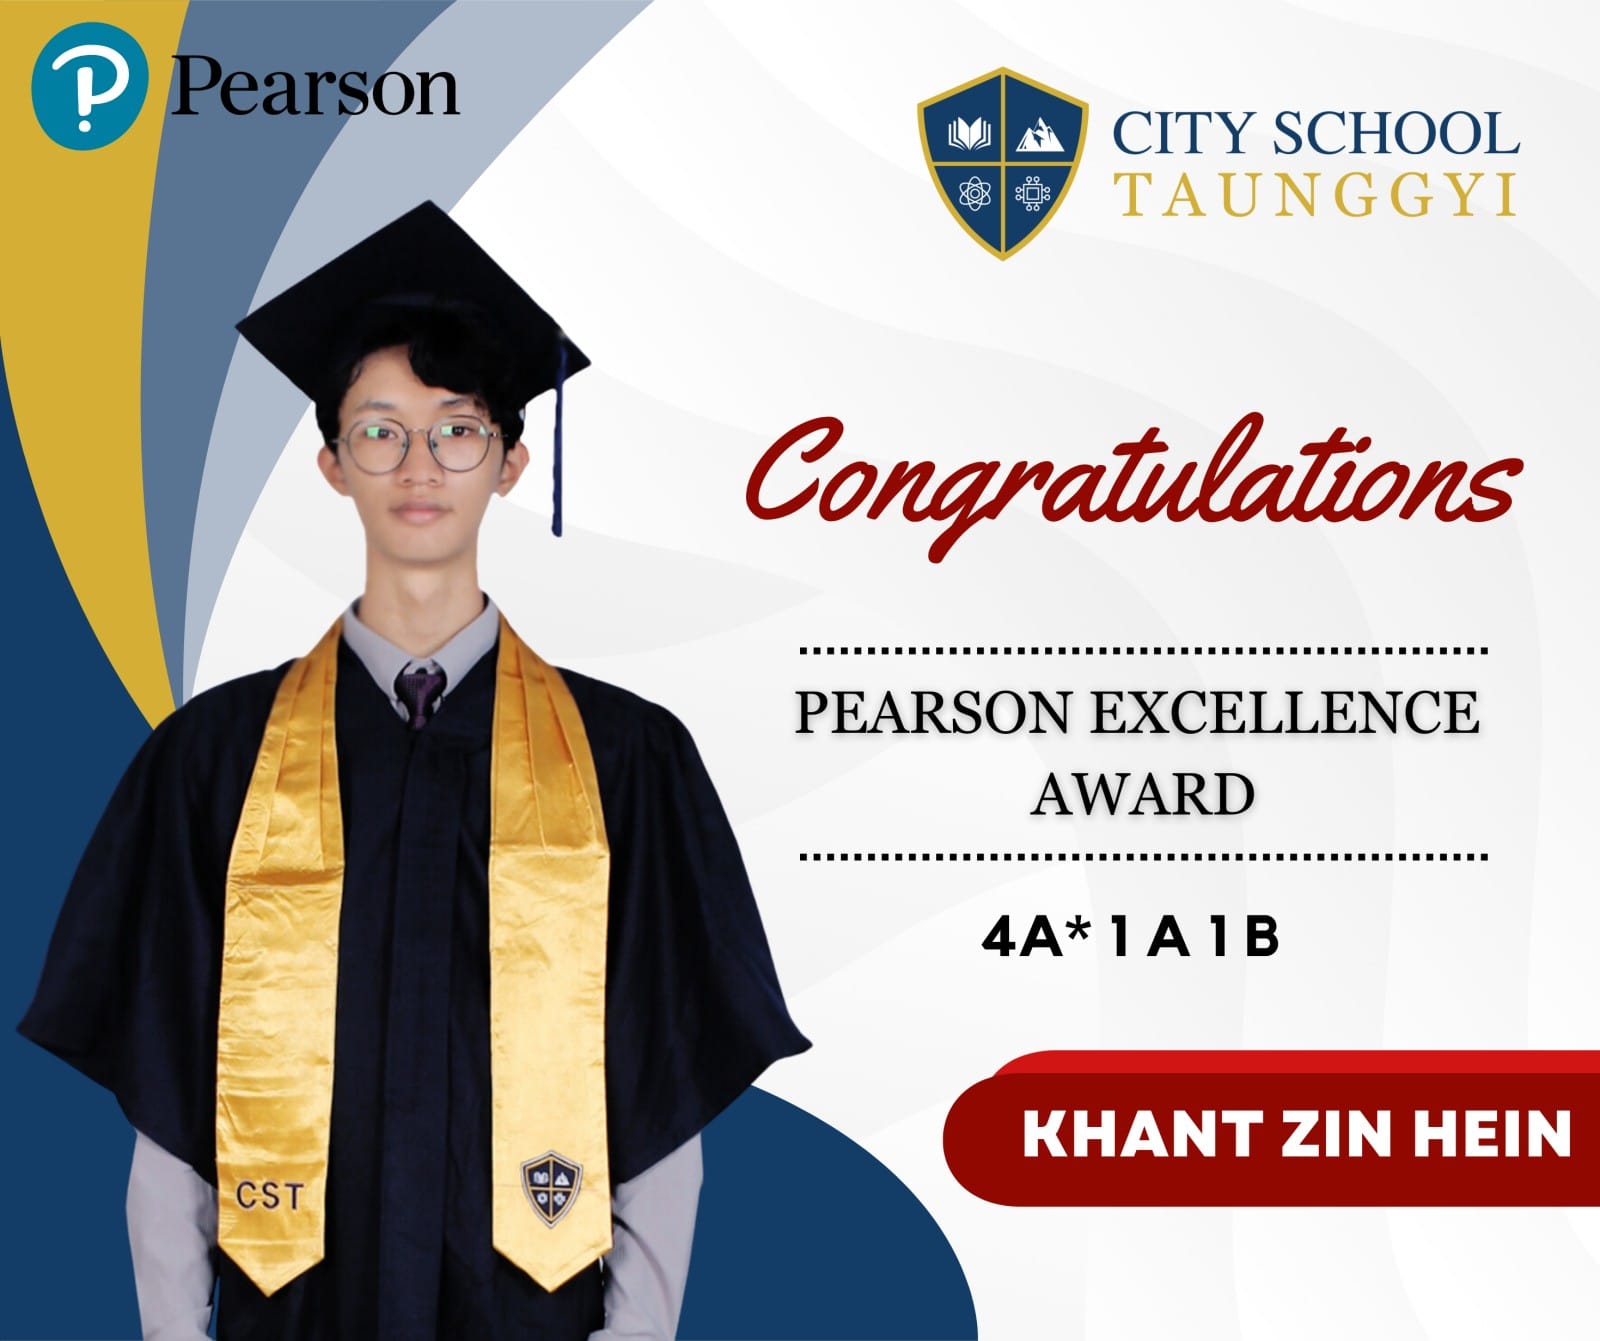 Pearson
CITY SCHOOL
TAUNGGYI
Congratulations
PEARSON EXCELLENCE
AWARD
4A* 1 A 1 B
KHANT ZIN HEIN
CST